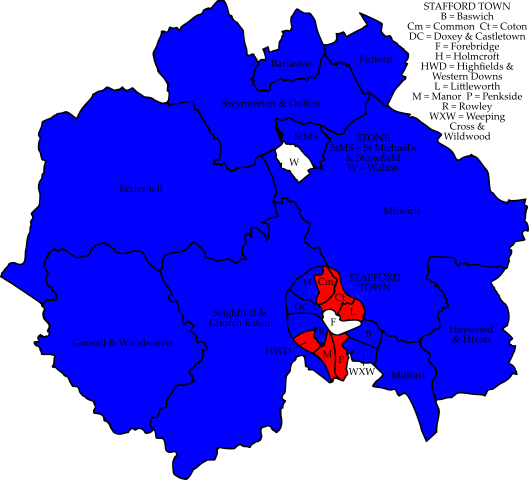 STAFFORD TOWN
B = Baswich
Cm = Common Ct = Coton
DC = Doxey & Castletown
F = Forebridge
H = Holmcroft
HWD = Highfields &
Western Downs
L = Littleworth
M = Manor P = Penkside
R = Rowley
WXW = Weeping
Cross &
Wildwood
Barlaston
Fulford
Swynnerton & Oulton
StMS
STONE
StMS = St Michael's
& Stonefield
W = Walton
W
Eccleshall
Milwich
STAFFORD
TOWN
H
Cm
Ct
L
DC
F
Seighford &
Church Eaton
R
B
Haywood
& Hixon
Gnosall & Woodseaves
HWD
M
P
WXW
Milford